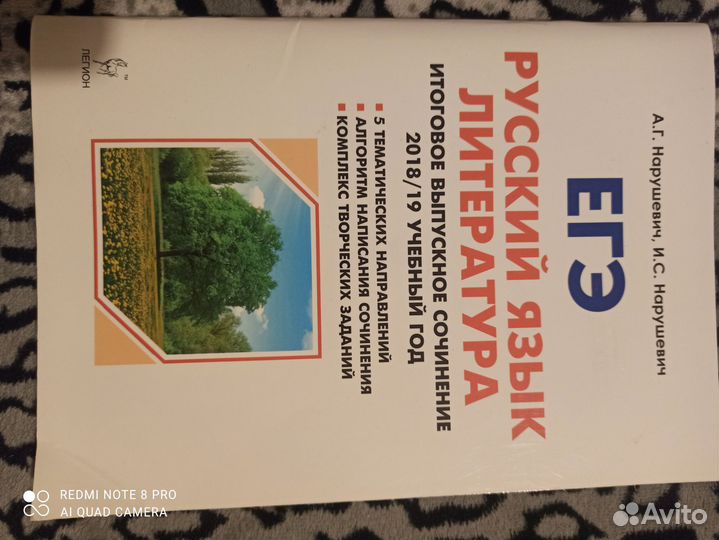 А.Г. Нарушевич, И.С. Нарушевич
ЕГЭ
РУССКИЙ ЯЗЫК
ЛИТЕРАТУРА
ИТОГОВОЕ ВЫПУСКНОЕ СОЧИНЕНИЕ
2018/19 УЧЕБНЫЙ ГОД
▪ 5 ТЕМАТИЧЕСКИХ НАПРАВЛЕНИЙ
▪ АЛГОРИТМ НАПИСАНИЯ СОЧИНЕНИЯ
▪ КОМПЛЕКС ТВОРЧЕСКИХ ЗАДАНИЙ
TM
ЛЕГИОН
REDMI NOTE 8 PRO
AI QUAD CAMERA
Avito